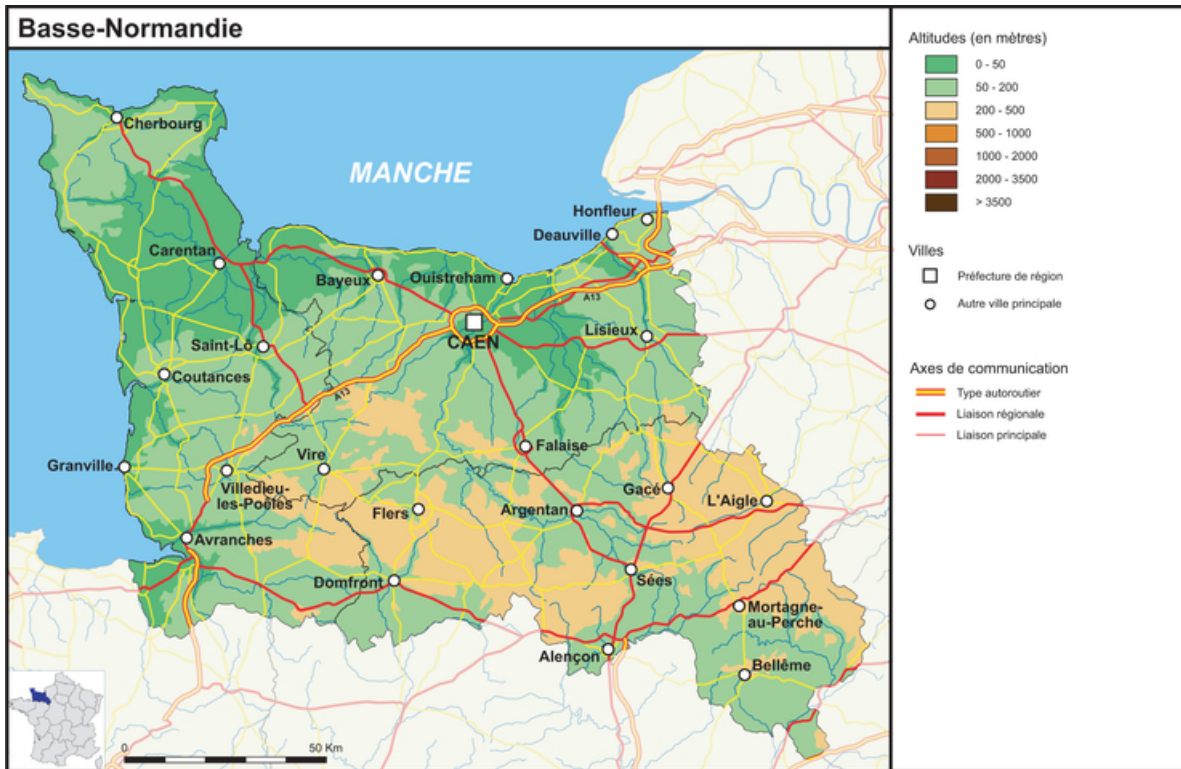 Basse-Normandie
MANCHE
Cherbourg
Honfleur
Deauville
Carentan
Bayeux
Ouistreham
A13
CAEN
Lisieux
Saint-Lô
Coutances
A13
Falaise
Granville
Vire
Villedieu-
les-Poêles
Gacé
L'Aigle
Flers
Argentan
Avranches
Domfront
Sées
Mortagne-
au-Perche
Alençon
Bellême
0
50 Km
Altitudes (en mètres)
0 - 50
50 - 200
200 - 500
500 - 1000
1000 - 2000
2000 - 3500
> 3500
Villes
Préfecture de région
Autre ville principale
Axes de communication
Type autoroutier
Liaison régionale
Liaison principale